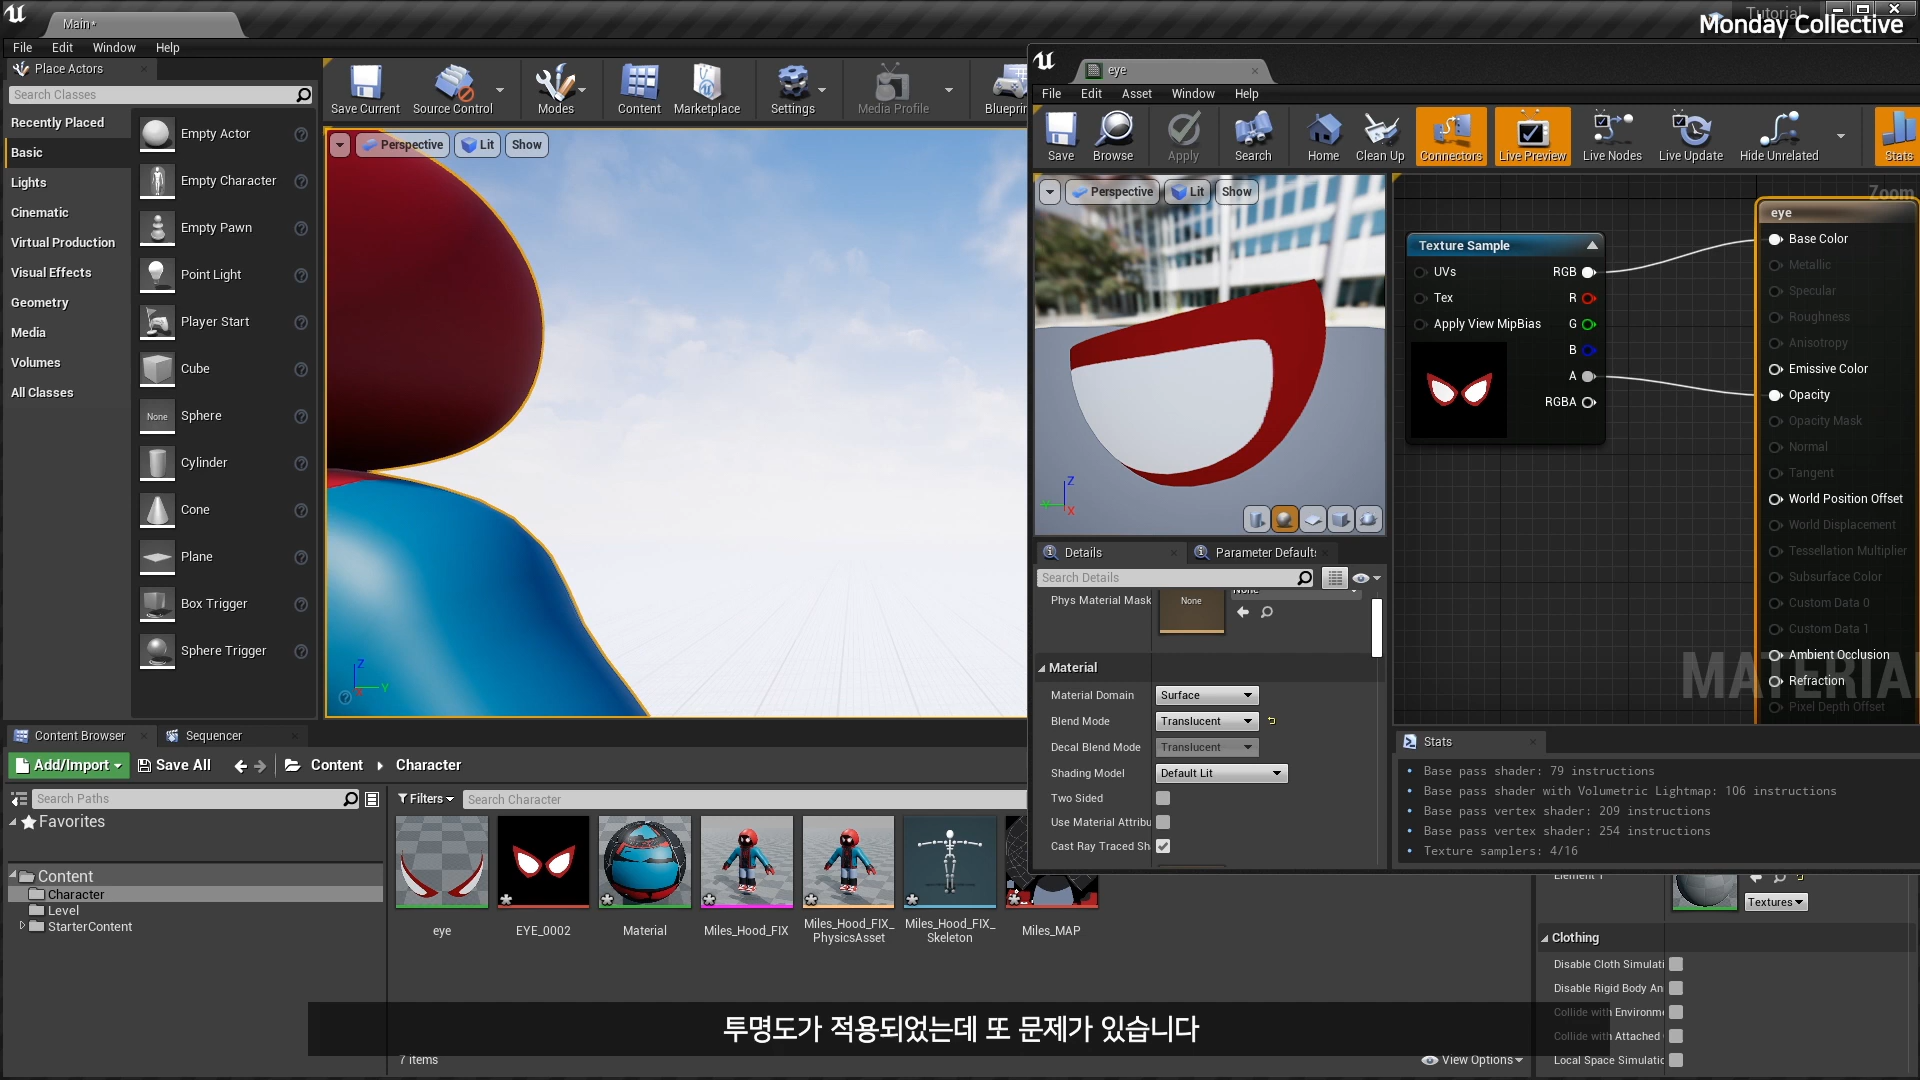 Main*
Tutorial
Monday Collective
File Edit Window Help
Place Actors
Search Classes
Recently Placed
Basic
Lights
Cinematic
Virtual Production
Visual Effects
Geometry
Media
Volumes
All Classes
Empty Actor
Empty Character
Empty Pawn
Point Light
Player Start
Cube
None
Sphere
Cylinder
Cone
Plane
Box Trigger
Sphere Trigger
Save Current Source Control Modes Content Marketplace Settings Media Profile Blueprin
Perspective Lit Show
Z
Y
eye
File Edit Asset Window Help
Save Browse Apply Search Home Clean Up Connectors Live Preview Live Nodes Live Update Hide Unrelated Stats
Perspective Lit Show
Z
X
Zoom
Texture Sample
UVs RGB
Tex R
Apply View MipBias G
B
A
RGBA
eye
Base Color
Metallic
Specular
Roughness
Anisotropy
Emissive Color
Opacity
Opacity Mask
Normal
Tangent
World Position Offset
World Displacement
Tessellation Multiplier
Subsurface Color
Custom Data 0
Custom Data 1
Ambient Occlusion
Refraction
Pixel Depth Offset
MATERIA
Details Parameter Default
Search Details
Phys Material Mask None None
Material
Material Domain Surface
Blend Mode Translucent
Decal Blend Mode Translucent
Shading Model Default Lit
Two Sided
Use Material Attribu
Cast Ray Traced Sh
Stats
Base pass shader: 79 instructions
Base pass shader with Volumetric Lightmap: 106 instructions
Base pass vertex shader: 209 instructions
Base pass vertex shader: 254 instructions
Texture samplers: 4/16
Content Browser Sequencer
Add/Import Save All Content Character
Search Paths
Filters Search Character
Favorites
Content
Character
Level
StarterContent
eye
EYE_0002
Material
Miles_Hood_FIX
Miles_Hood_FIX_
PhysicsAsset
Miles_Hood_FIX_
Skeleton
Miles_MAP
7 items
View Options
Element 1
Textures
Clothing
Disable Cloth Simulati
Disable Rigid Body An
Collide with Environme
Collide with Attached
Local Space Simulatio
투명도가 적용되었는데 또 문제가 있습니다